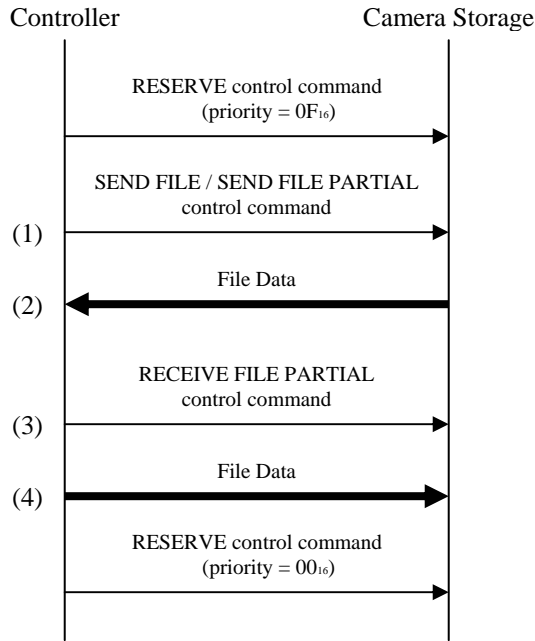 Controller Camera Storage
RESERVE control command
(priority = 0F₁₆)
SEND FILE / SEND FILE PARTIAL
control command
(1)
File Data
(2)
RECEIVE FILE PARTIAL
control command
(3)
File Data
(4)
RESERVE control command
(priority = 00₁₆)